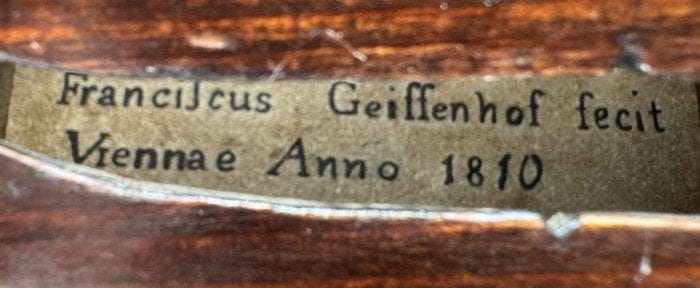 Franciſcus Geiſſenhof fecit
Viennae Anno 1810